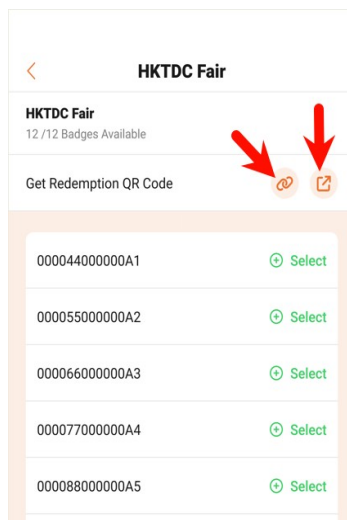 HKTDC Fair
HKTDC Fair
12 /12 Badges Available
Get Redemption QR Code
000044000000A1 Select
000055000000A2 Select
000066000000A3 Select
000077000000A4 Select
000088000000A5 Select